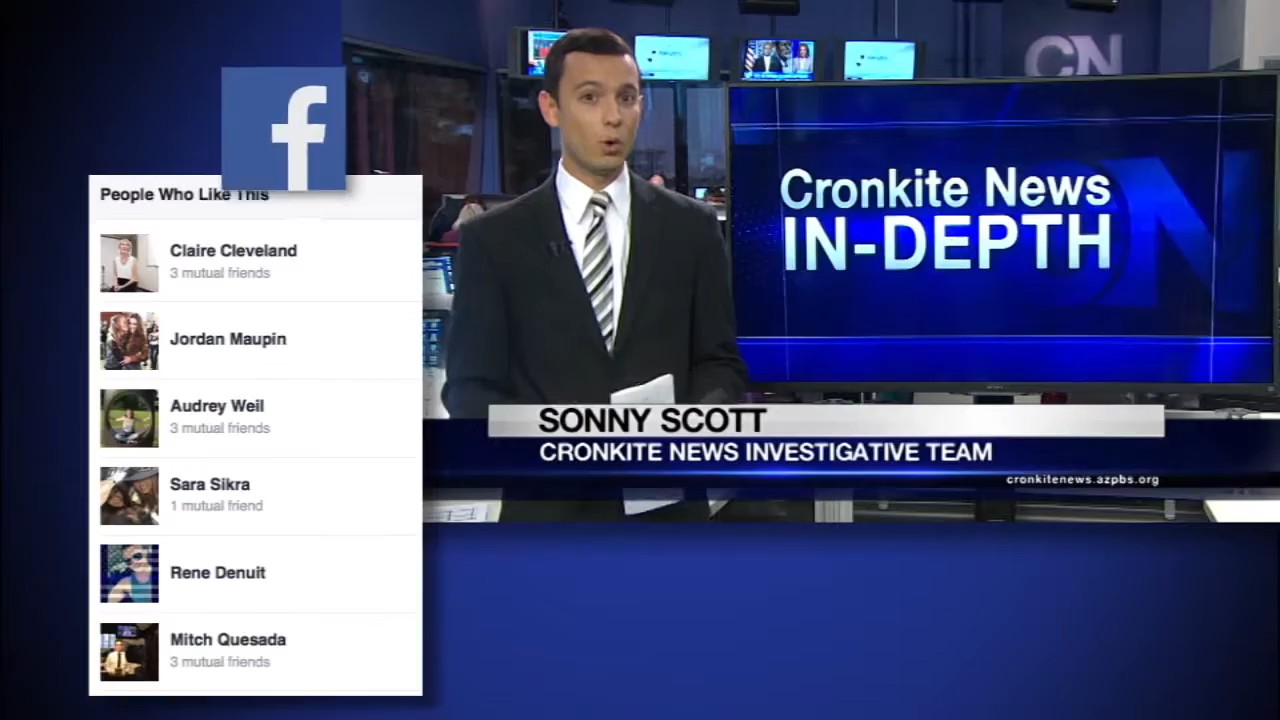 f
People Who Like This
Claire Cleveland
3 mutual friends
Jordan Maupin
Audrey Weil
3 mutual friends
Sara Sikra
1 mutual friend
Rene Denuit
Mitch Quesada
3 mutual friends
CN
Cronkite News
IN-DEPTH
SONNY SCOTT
CRONKITE NEWS INVESTIGATIVE TEAM
cronkitenews.azpbs.org